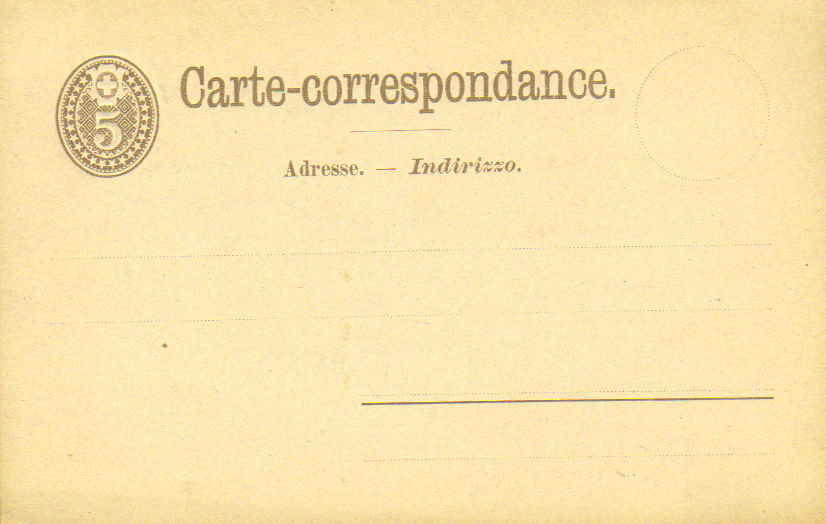 5
Carte-correspondance.
Adresse. — Indirizzo.